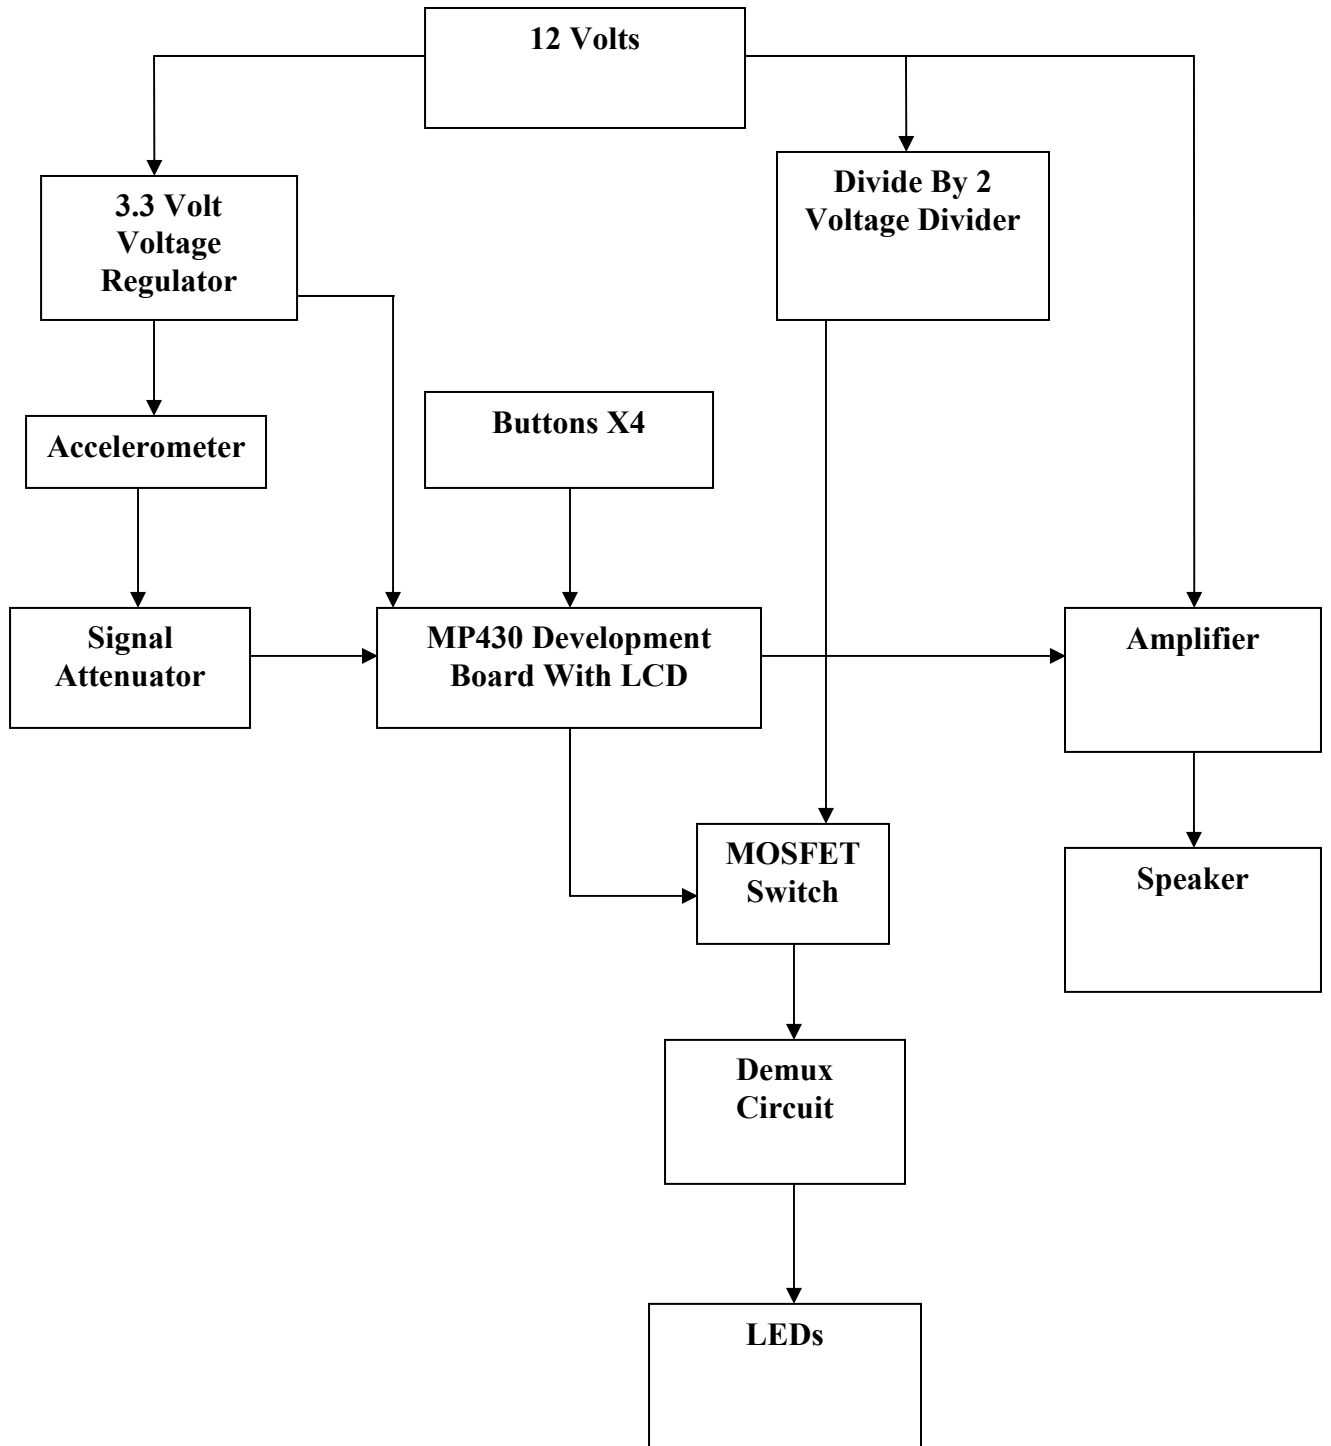 12 Volts
Divide By 2
Voltage Divider
3.3 Volt
Voltage
Regulator
Buttons X4
Accelerometer
Signal
Attenuator
MP430 Development
Board With LCD
Amplifier
MOSFET
Switch
Speaker
Demux
Circuit
LEDs